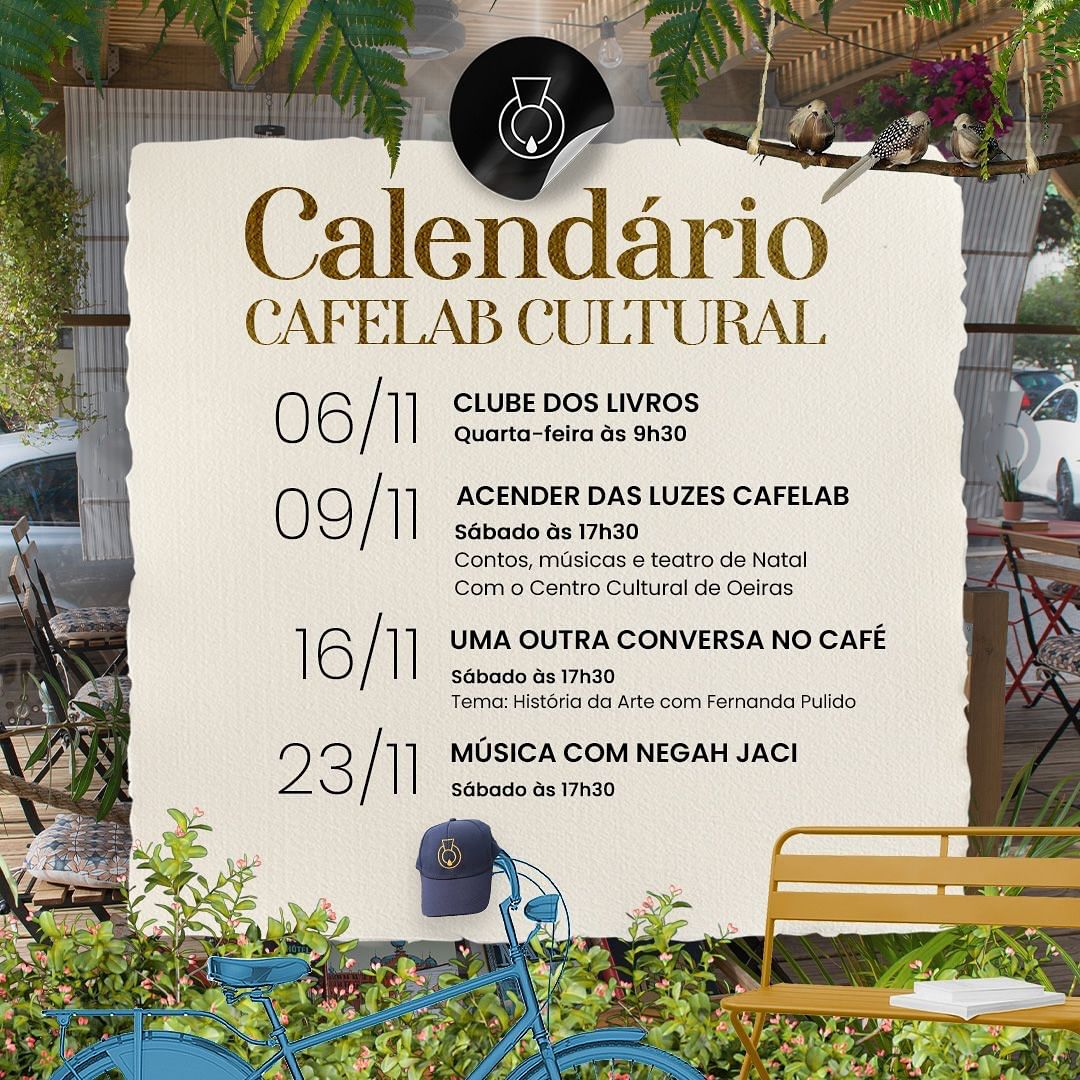 Calendário
CAFELAB CULTURAL
06/11
CLUBE DOS LIVROS
Quarta-feira às 9h30
09/11
ACENDER DAS LUZES CAFELAB
Sábado às 17h30
Contos, músicas e teatro de Natal
Com o Centro Cultural de Oeiras
16/11
UMA OUTRA CONVERSA NO CAFÉ
Sábado às 17h30
Tema: História da Arte com Fernanda Pulido
23/11
MÚSICA COM NEGAH JACI
Sábado às 17h30